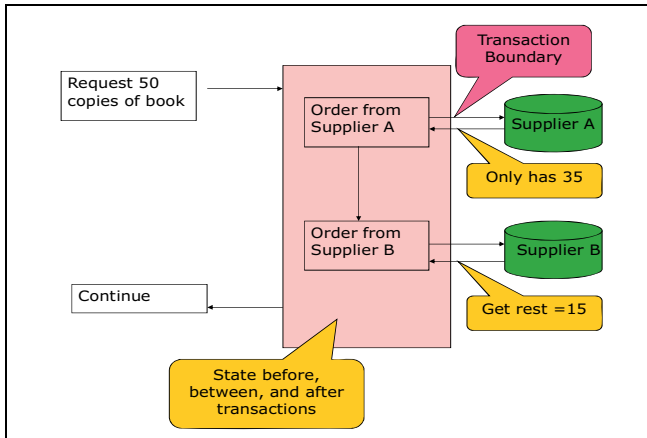 Request 50
copies of book
Transaction
Boundary
Order from
Supplier A
Supplier A
Only has 35
Order from
Supplier B
Supplier B
Get rest =15
Continue
State before,
between, and after
transactions